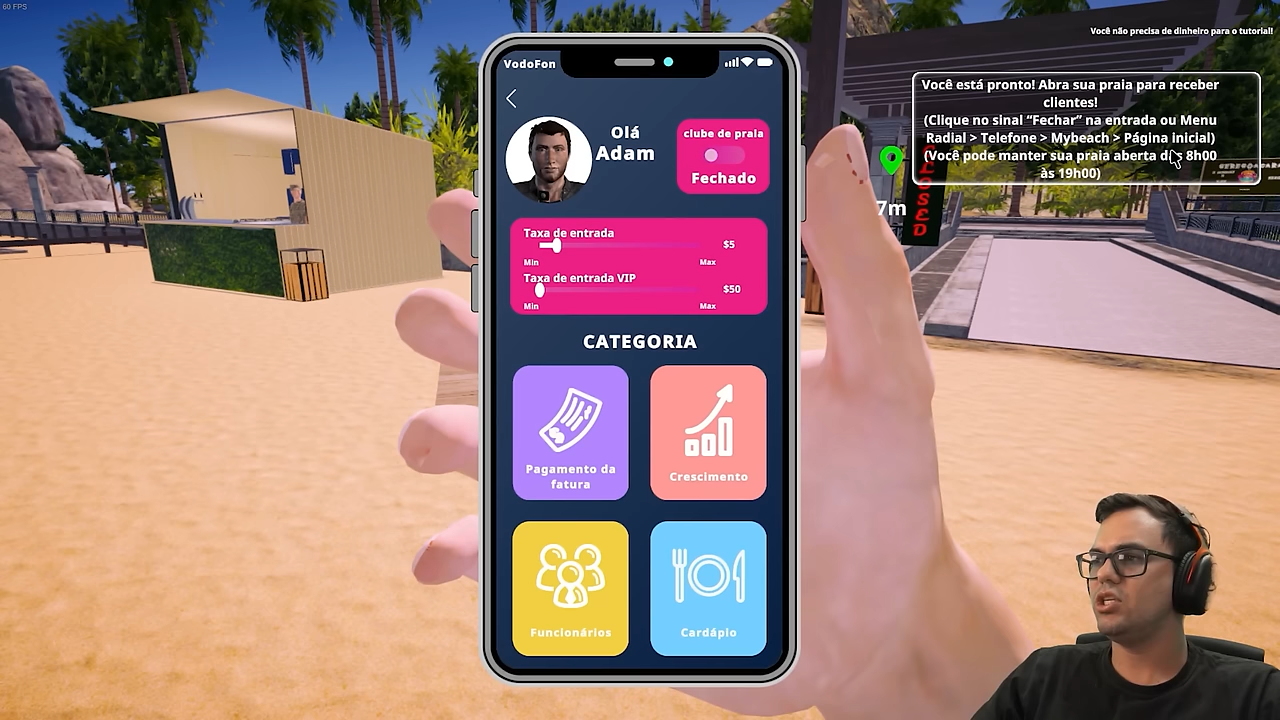 60 FPS
Você não precisa de dinheiro para o tutorial!
Você está pronto! Abra sua praia para receber
clientes!
(Clique no sinal “Fechar” na entrada ou Menu
Radial > Telefone > Mybeach > Página inicial)
(Você pode manter sua praia aberta das 8h00
às 19h00)
7m
CLOSED
VodoFon
Olá
Adam
clube de praia
Fechado
Taxa de entrada
$5
Min
Max
Taxa de entrada VIP
$50
Min
Max
CATEGORIA
Pagamento da
fatura
Crescimento
Funcionários
Cardápio